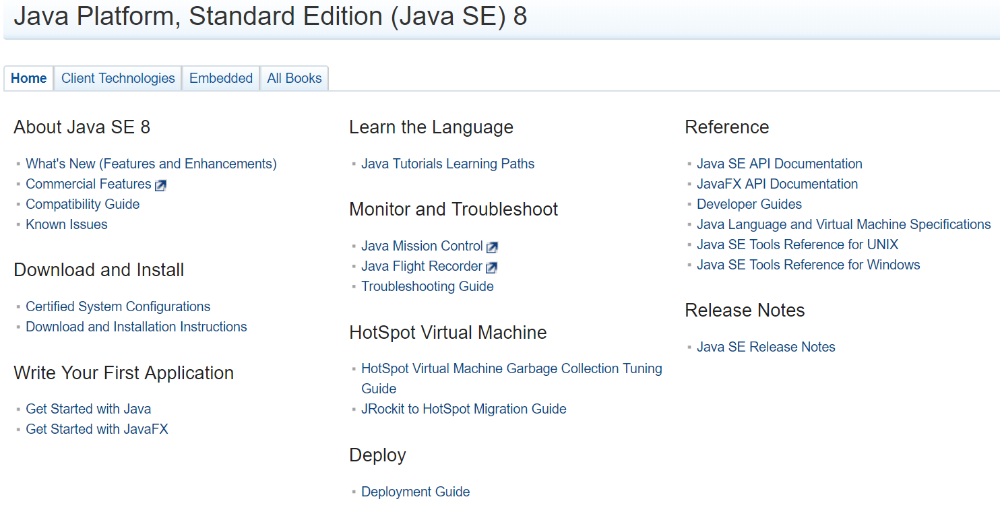 Java Platform, Standard Edition (Java SE) 8
Home
Client Technologies
Embedded
All Books
About Java SE 8
What's New (Features and Enhancements)
Commercial Features
Compatibility Guide
Known Issues
Download and Install
Certified System Configurations
Download and Installation Instructions
Write Your First Application
Get Started with Java
Get Started with JavaFX
Learn the Language
Java Tutorials Learning Paths
Monitor and Troubleshoot
Java Mission Control
Java Flight Recorder
Troubleshooting Guide
HotSpot Virtual Machine
HotSpot Virtual Machine Garbage Collection Tuning
Guide
JRockit to HotSpot Migration Guide
Deploy
Deployment Guide
Reference
Java SE API Documentation
JavaFX API Documentation
Developer Guides
Java Language and Virtual Machine Specifications
Java SE Tools Reference for UNIX
Java SE Tools Reference for Windows
Release Notes
Java SE Release Notes